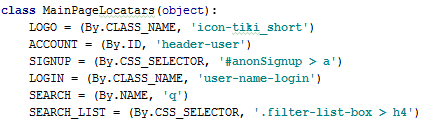 class MainPageLocatars(object):
    LOGO = (By.CLASS_NAME, 'icon-tiki_short')
    ACCOUNT = (By.ID, 'header-user')
    SIGNUP = (By.CSS_SELECTOR, '#anonSignup > a')
    LOGIN = (By.CLASS_NAME, 'user-name-login')
    SEARCH = (By.NAME, 'q')
    SEARCH_LIST = (By.CSS_SELECTOR, '.filter-list-box > h4')